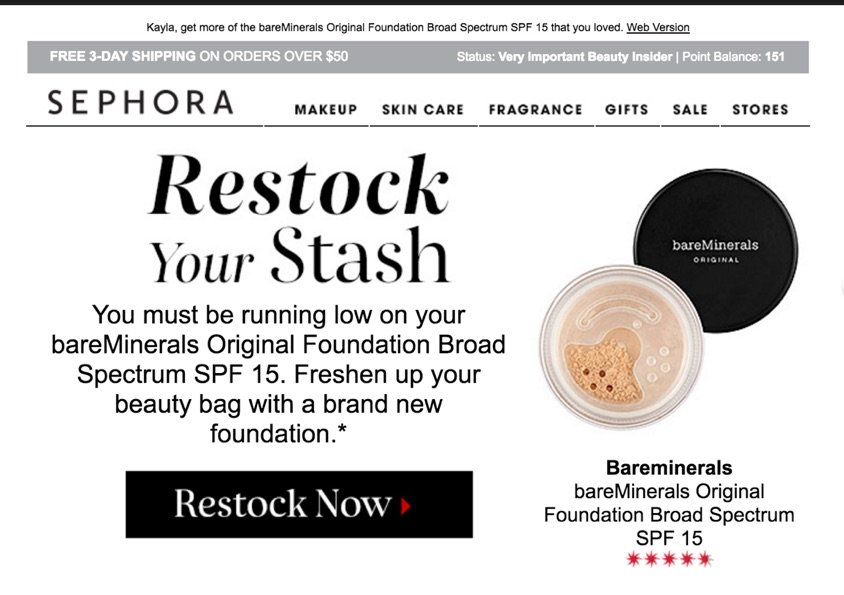 Kayla, get more of the bareMinerals Original Foundation Broad Spectrum SPF 15 that you loved. Web Version
FREE 3-DAY SHIPPING ON ORDERS OVER $50
Status: Very Important Beauty Insider | Point Balance: 151
SEPHORA
MAKEUP SKIN CARE FRAGRANCE GIFTS SALE STORES
Restock
Your Stash
You must be running low on your
bareMinerals Original Foundation Broad
Spectrum SPF 15. Freshen up your
beauty bag with a brand new
foundation.*
Restock Now
bareMinerals
ORIGINAL
Bareminerals
bareMinerals Original
Foundation Broad Spectrum
SPF 15